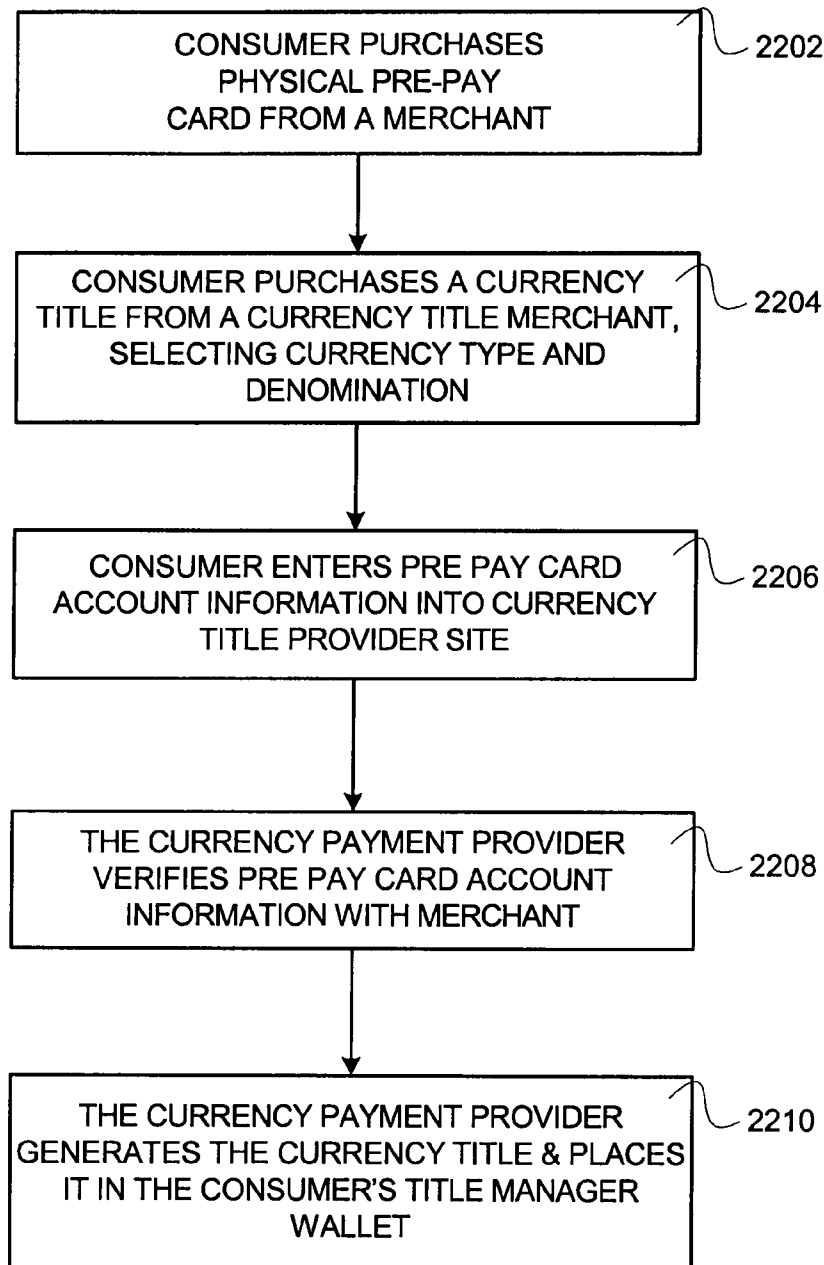 CONSUMER PURCHASES
PHYSICAL PRE-PAY
CARD FROM A MERCHANT
2202
CONSUMER PURCHASES A CURRENCY
TITLE FROM A CURRENCY TITLE MERCHANT,
SELECTING CURRENCY TYPE AND
DENOMINATION
2204
CONSUMER ENTERS PRE PAY CARD
ACCOUNT INFORMATION INTO CURRENCY
TITLE PROVIDER SITE
2206
THE CURRENCY PAYMENT PROVIDER
VERIFIES PRE PAY CARD ACCOUNT
INFORMATION WITH MERCHANT
2208
THE CURRENCY PAYMENT PROVIDER
GENERATES THE CURRENCY TITLE & PLACES
IT IN THE CONSUMER'S TITLE MANAGER
WALLET
2210